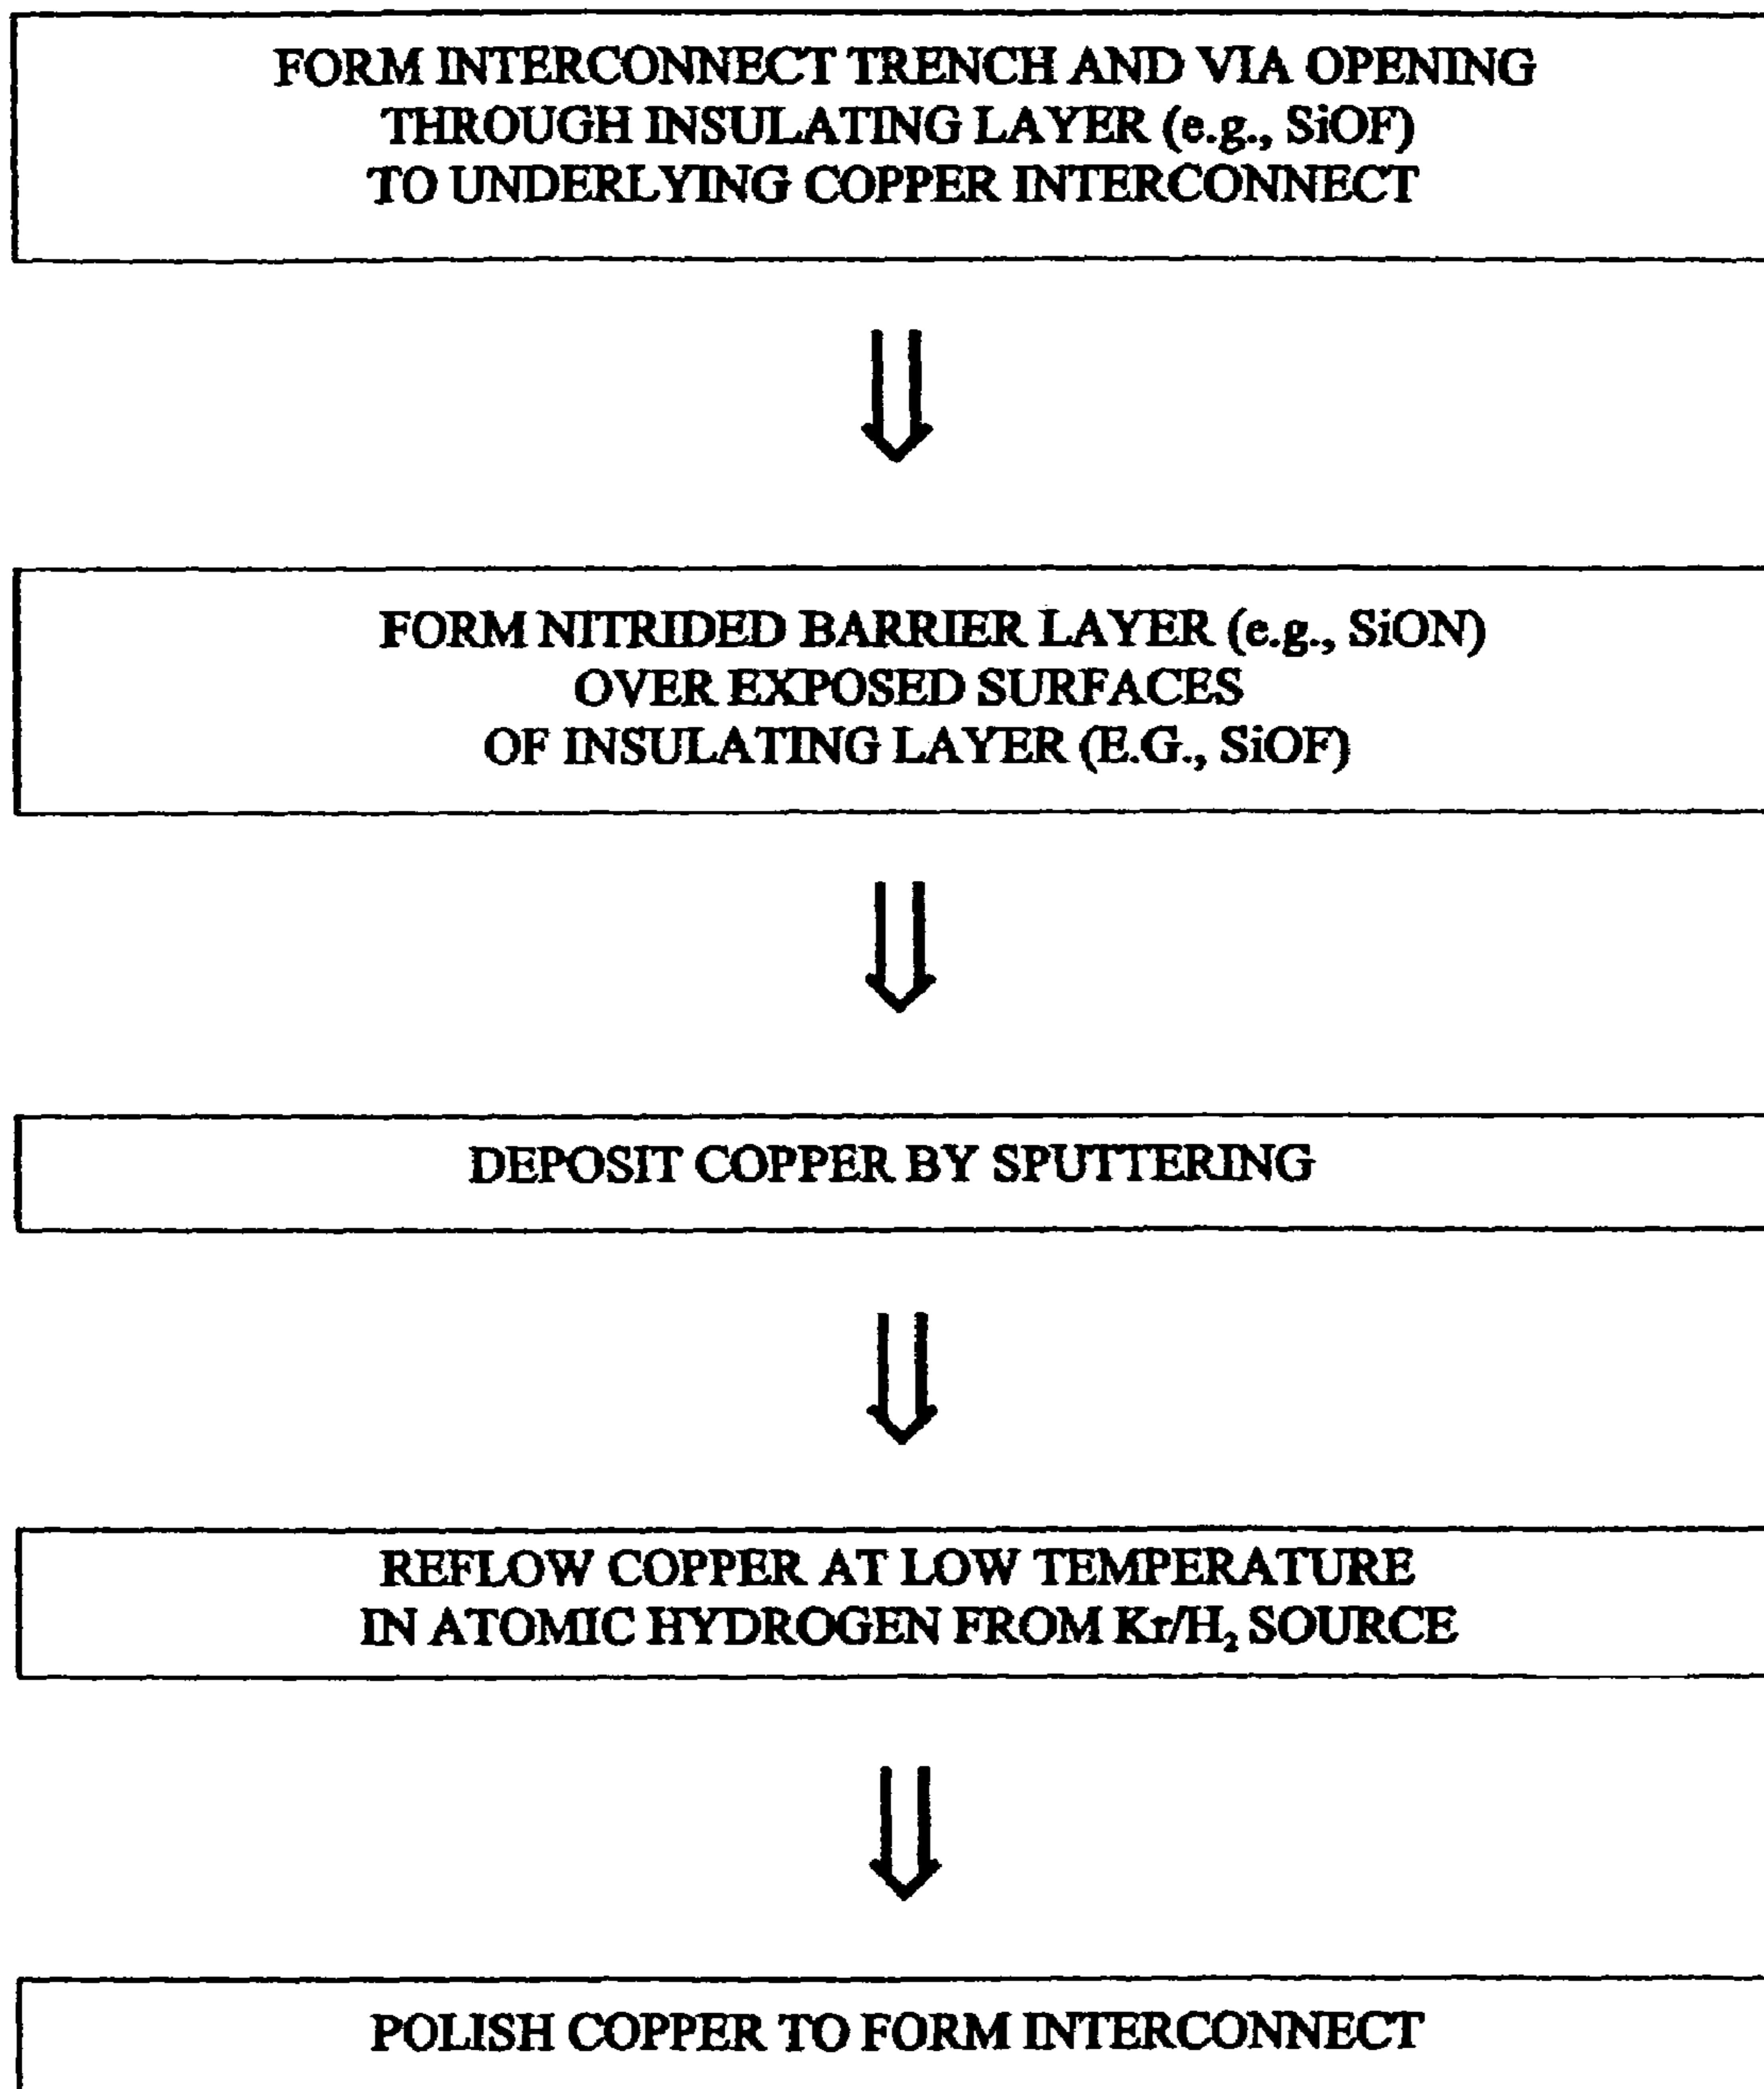 FORM INTERCONNECT TRENCH AND VIA OPENING
THROUGH INSULATING LAYER (e.g., SiOF)
TO UNDERLYING COPPER INTERCONNECT
FORM NITRIDED BARRIER LAYER (e.g., SiON)
OVER EXPOSED SURFACES
OF INSULATING LAYER (E.G., SiOF)
DEPOSIT COPPER BY SPUTTERING
REFLOW COPPER AT LOW TEMPERATURE
IN ATOMIC HYDROGEN FROM Kr/H₂ SOURCE
POLISH COPPER TO FORM INTERCONNECT